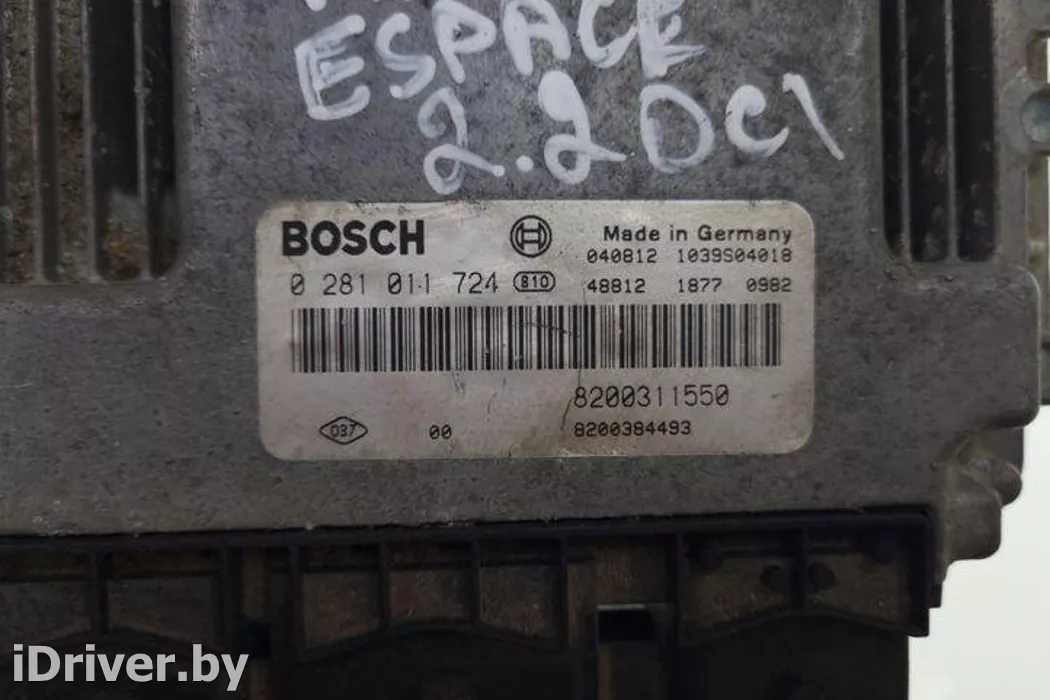 ESPACE
2.2DCI
BOSCH
Made in Germany
040812 1039S04018
0 281 011 724 810
48812 1877 0982
8200311550
037 00 8200384493
iDriver.by